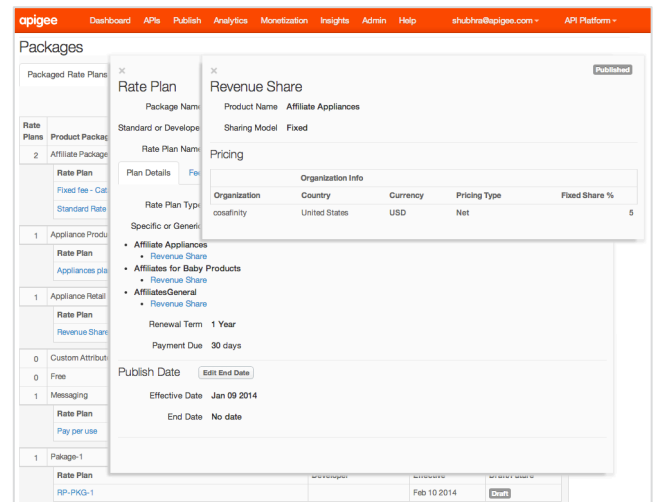 apigee Dashboard APIs Publish Analytics Monetization Insights Admin Help shubhra@apigee.com API Platform
Packages
Packaged Rate Plans
Rate Plans Product Packag
2 Affiliate Package
Rate Plan
Fixed fee - Cat
Standard Rate
1 Appliance Produ
Rate Plan
Appliances pla
1 Appliance Retail
Rate Plan
Revenue Share
0 Custom Attribut
0 Free
1 Messaging
Rate Plan
Pay per use
1 Pakage-1
Rate Plan
RP-PKG-1 Feb 10 2014 Draft
×
Rate Plan
Package Name
Standard or Develope
Rate Plan Name
Plan Details Fe
Rate Plan Type
Specific or Generic
• Affiliate Appliances
• Revenue Share
• Affiliates for Baby Products
• Revenue Share
• AffiliatesGeneral
• Revenue Share
Renewal Term 1 Year
Payment Due 30 days
Publish Date Edit End Date
Effective Date Jan 09 2014
End Date No date
×
Published
Revenue Share
Product Name Affiliate Appliances
Sharing Model Fixed
Pricing
Organization Info
Organization Country Currency Pricing Type Fixed Share %
cosafinity United States USD Net 5